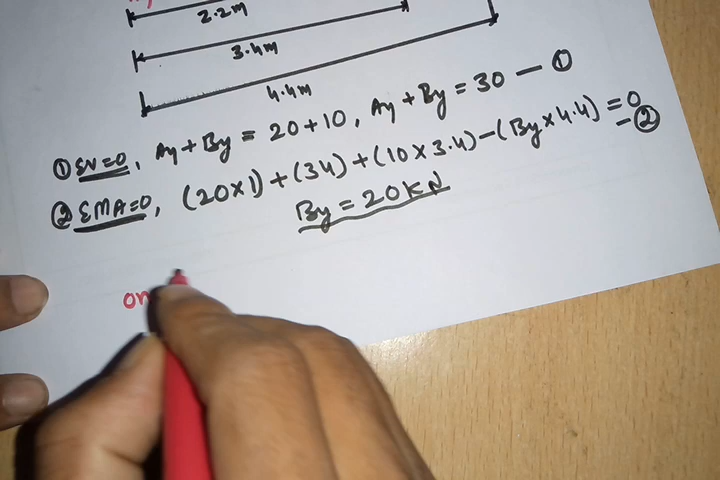 2.2m
3.4m
4.4m
① ΣV=0, Ay + By = 20+10, Ay + By = 30 — ①
② ΣMA=0, (20×1)+(34)+(10×3.4)-(By×4.4)=0 -②
By = 20KN
on